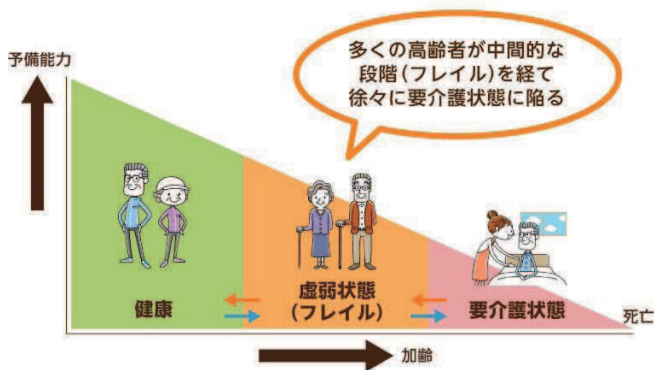 予備能力
多くの高齢者が中間的な
段階(フレイル)を経て
徐々に要介護状態に陥る
健康
虚弱状態
(フレイル)
要介護状態
死亡
加齢